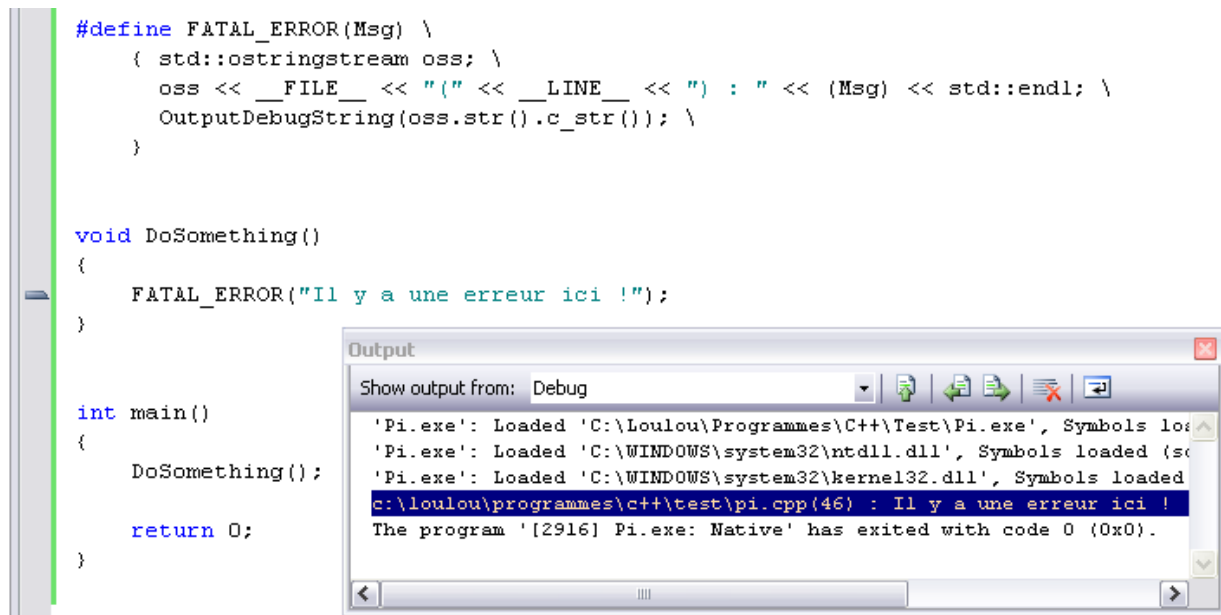 #define FATAL_ERROR(Msg) \
{ std::ostringstream oss; \
oss << __FILE__ << "(" << __LINE__ << ") : " << (Msg) << std::endl; \
OutputDebugString(oss.str().c_str()); \
}
void DoSomething()
{
FATAL_ERROR("Il y a une erreur ici !");
}
int main()
{
DoSomething();
return 0;
}
Output
Show output from: Debug
'Pi.exe': Loaded 'C:\Loulou\Programmes\C++\Test\Pi.exe', Symbols
'Pi.exe': Loaded 'C:\WINDOWS\system32\ntdll.dll', Symbols loaded
'Pi.exe': Loaded 'C:\WINDOWS\system32\kernel32.dll', Symbols loaded
c:\loulou\programmes\c++\test\pi.cpp(46) : Il y a une erreur ici !
The program '[2916] Pi.exe: Native' has exited with code 0 (0x0).